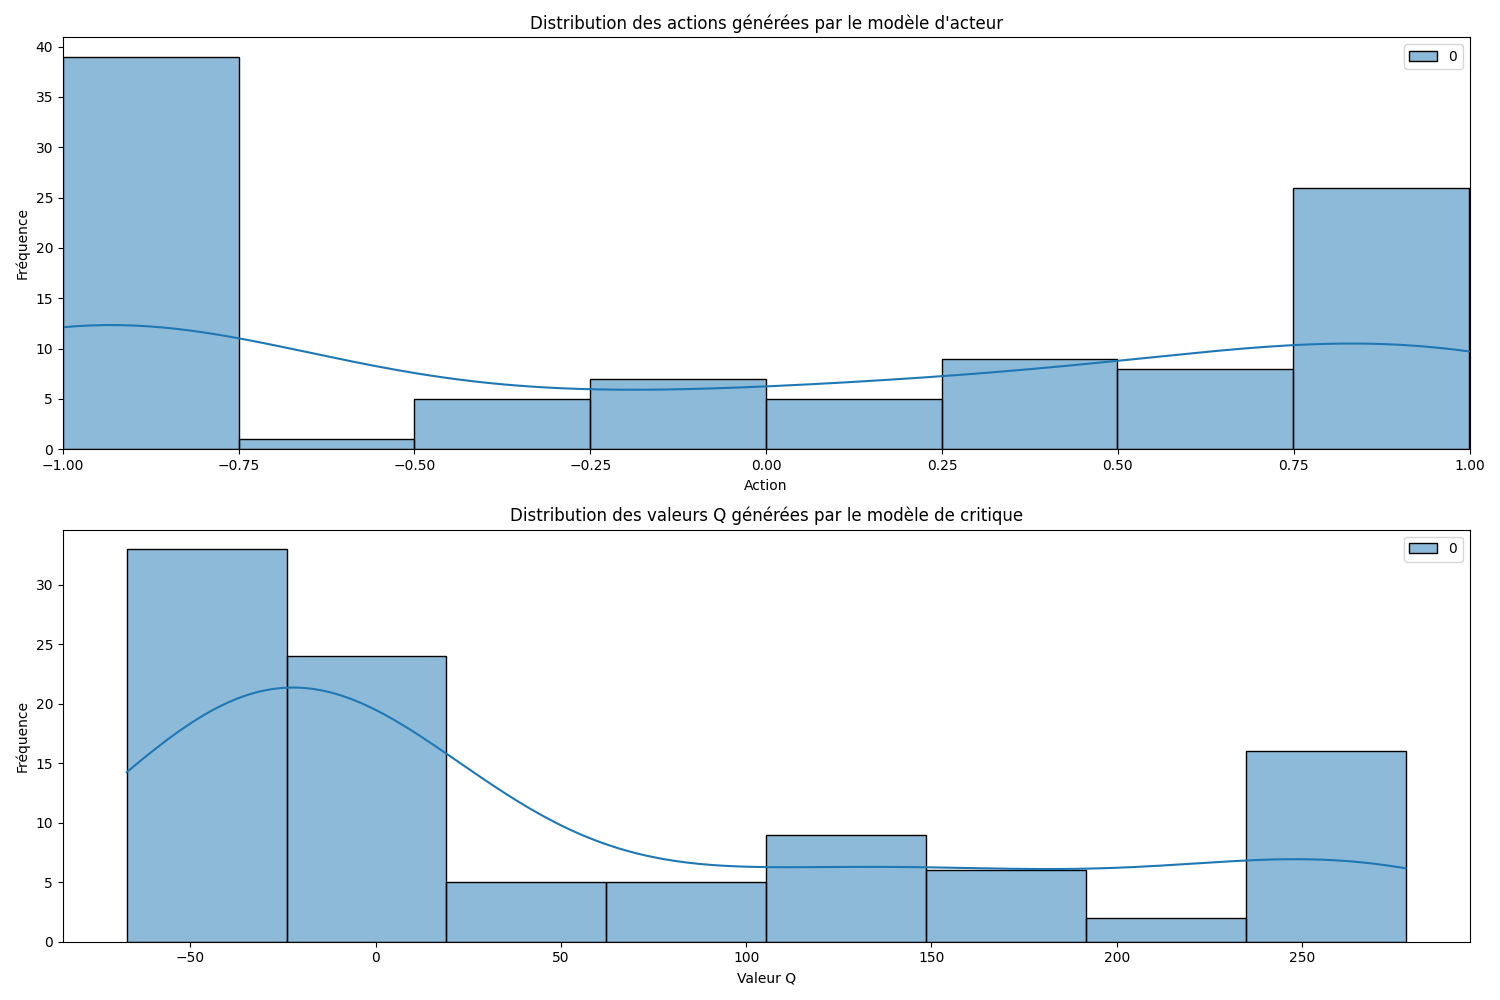 Distribution des actions générées par le modèle d'acteur
0
40
35
30
25
20
15
10
5
0
Fréquence
−1.00 −0.75 −0.50 −0.25 0.00 0.25 0.50 0.75 1.00
Action
Distribution des valeurs Q générées par le modèle de critique
0
30
25
20
15
10
5
0
Fréquence
−50 0 50 100 150 200 250
Valeur Q